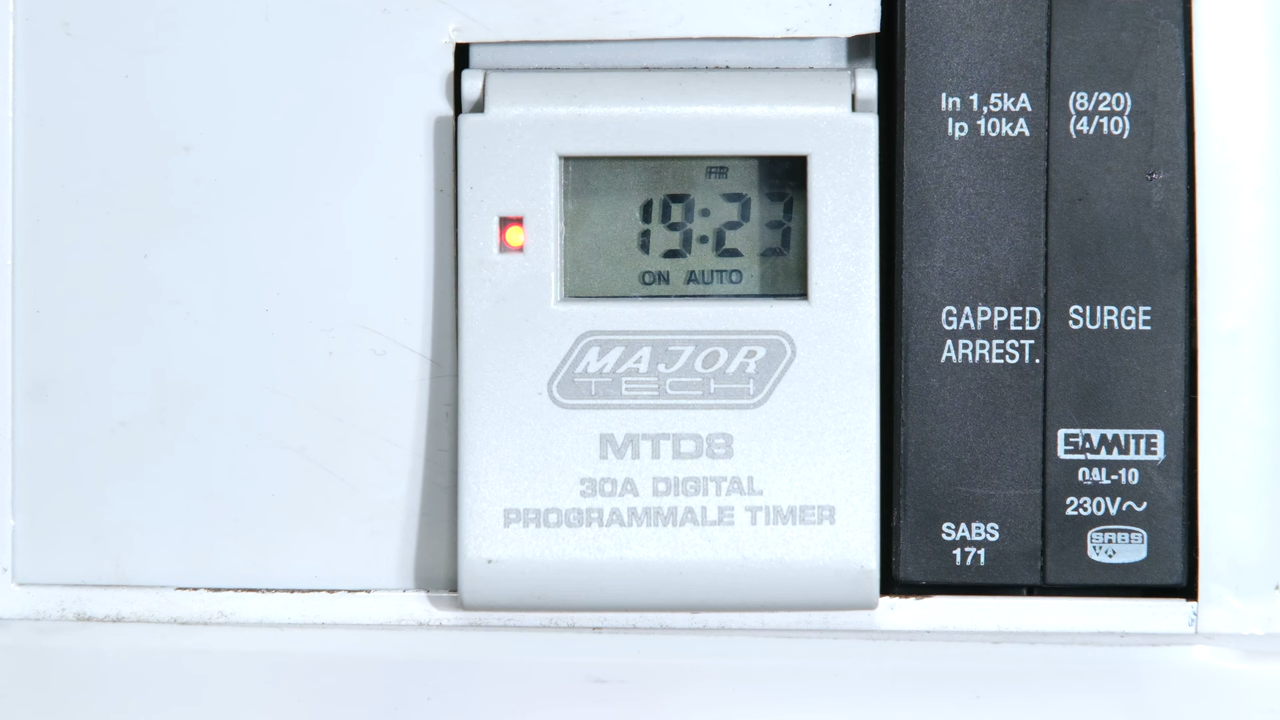 19:23
ON AUTO
MAJOR
TECH
MTD8
30A DIGITAL
PROGRAMMALE TIMER
In 1,5kA (8/20)
Ip 10kA (4/10)
GAPPED SURGE
ARREST.
SAMITE
OAL-10
230V~
SABS
171
SABS